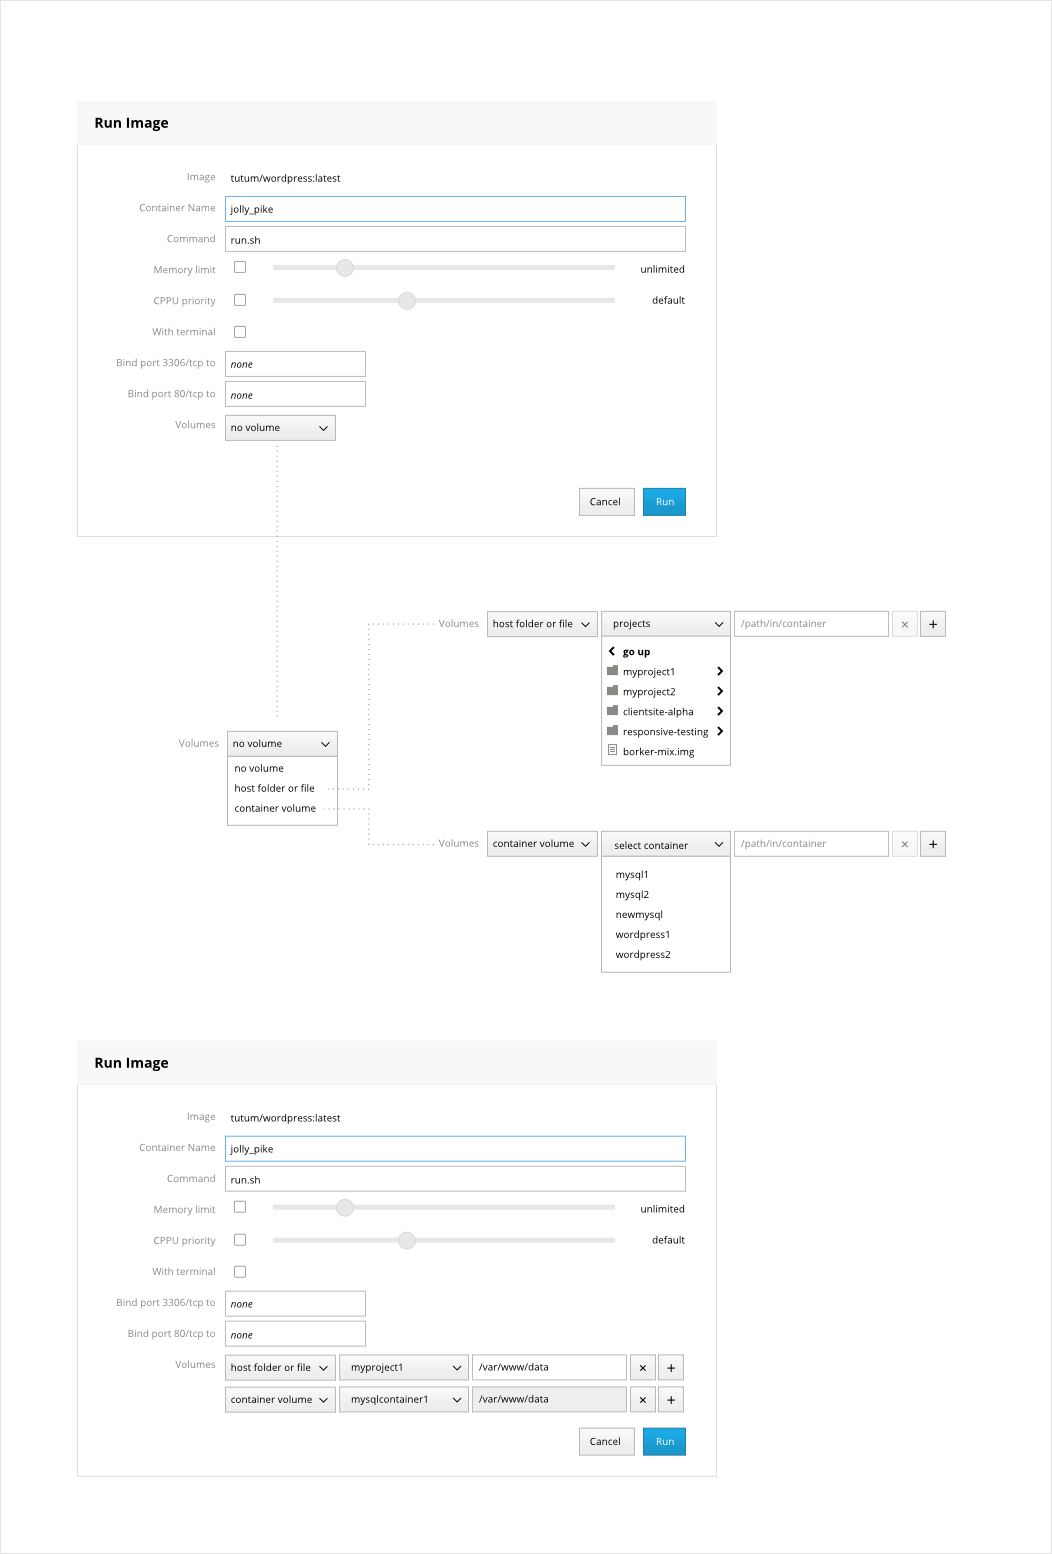 Run Image
Image tutum/wordpress:latest
Container Name jolly_pike
Command run.sh
Memory limit unlimited
CPPU priority default
With terminal
Bind port 3306/tcp to none
Bind port 80/tcp to none
Volumes no volume
Cancel Run
Volumes host folder or file projects /path/in/container × +
go up
myproject1
myproject2
clientsite-alpha
responsive-testing
borker-mix.img
Volumes no volume
no volume
host folder or file
container volume
Volumes container volume select container /path/in/container × +
mysql1
mysql2
newmysql
wordpress1
wordpress2
Run Image
Image tutum/wordpress:latest
Container Name jolly_pike
Command run.sh
Memory limit unlimited
CPPU priority default
With terminal
Bind port 3306/tcp to none
Bind port 80/tcp to none
Volumes host folder or file myproject1 /var/www/data × +
container volume mysqlcontainer1 /var/www/data × +
Cancel Run